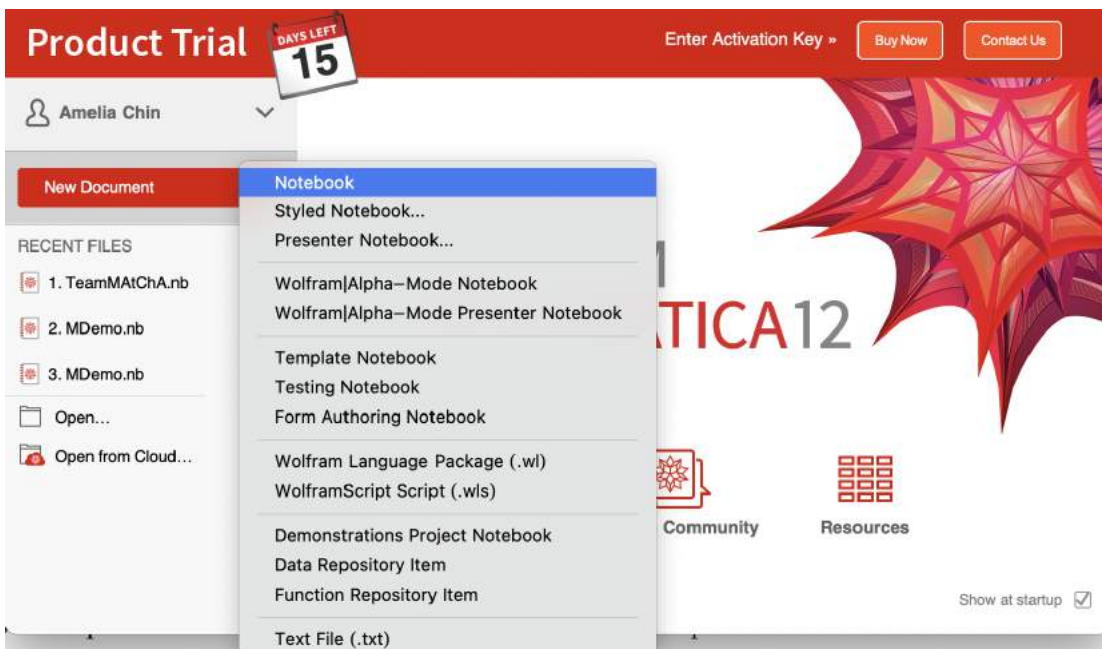 Product Trial
DAYS LEFT
15
Enter Activation Key »
Buy Now
Contact Us
Amelia Chin
New Document
RECENT FILES
1. TeamMAtChA.nb
2. MDemo.nb
3. MDemo.nb
Open...
Open from Cloud...
Notebook
Styled Notebook...
Presenter Notebook...
Wolfram|Alpha–Mode Notebook
Wolfram|Alpha–Mode Presenter Notebook
Template Notebook
Testing Notebook
Form Authoring Notebook
Wolfram Language Package (.wl)
WolframScript Script (.wls)
Demonstrations Project Notebook
Data Repository Item
Function Repository Item
Text File (.txt)
TICA 12
Community
Resources
Show at startup